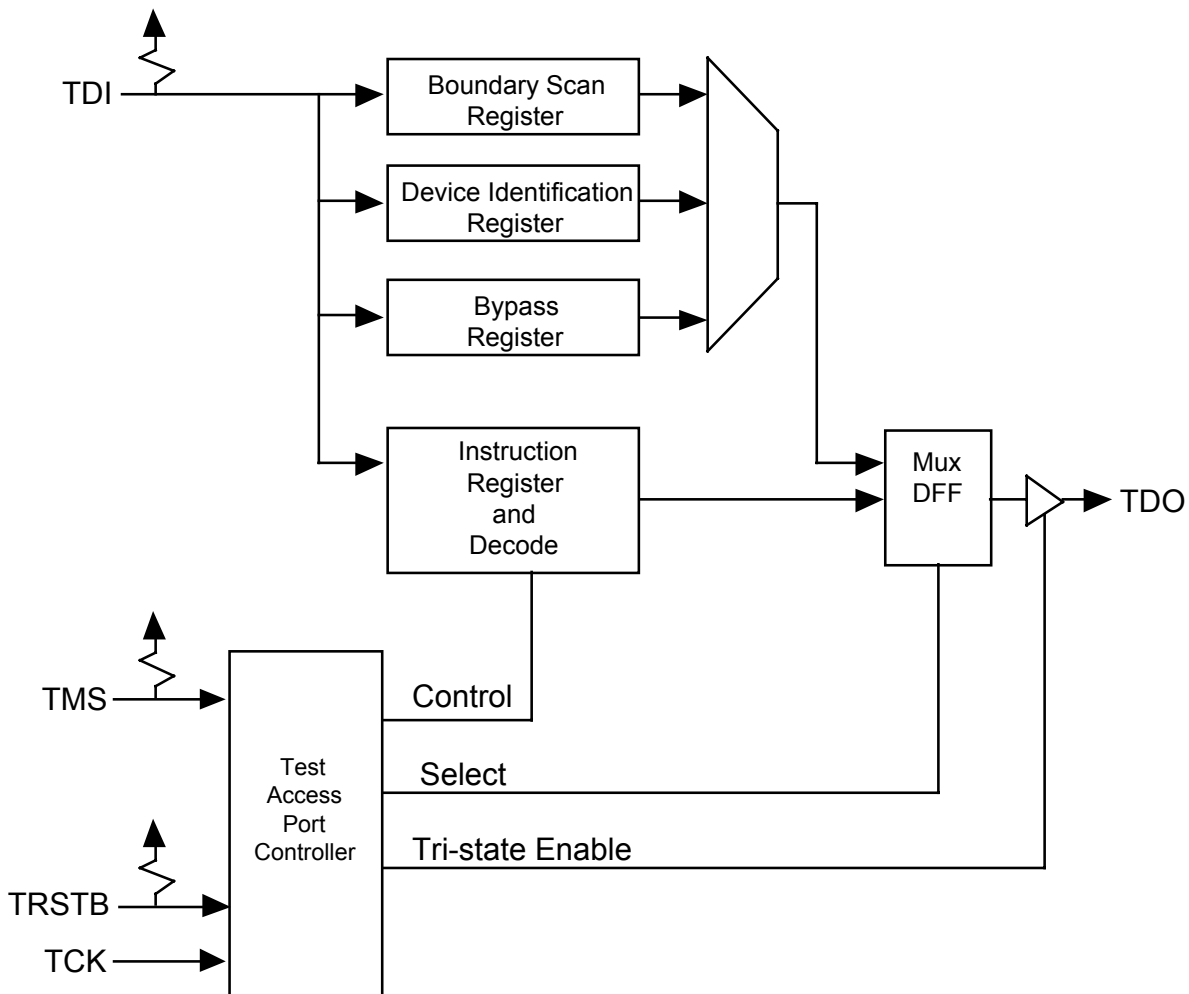 TDI
Boundary Scan
Register
Device Identification
Register
Bypass
Register
Instruction
Register
and
Decode
Mux
DFF
TDO
TMS
Control
Select
Test
Access
Port
Controller
Tri-state Enable
TRSTB
TCK